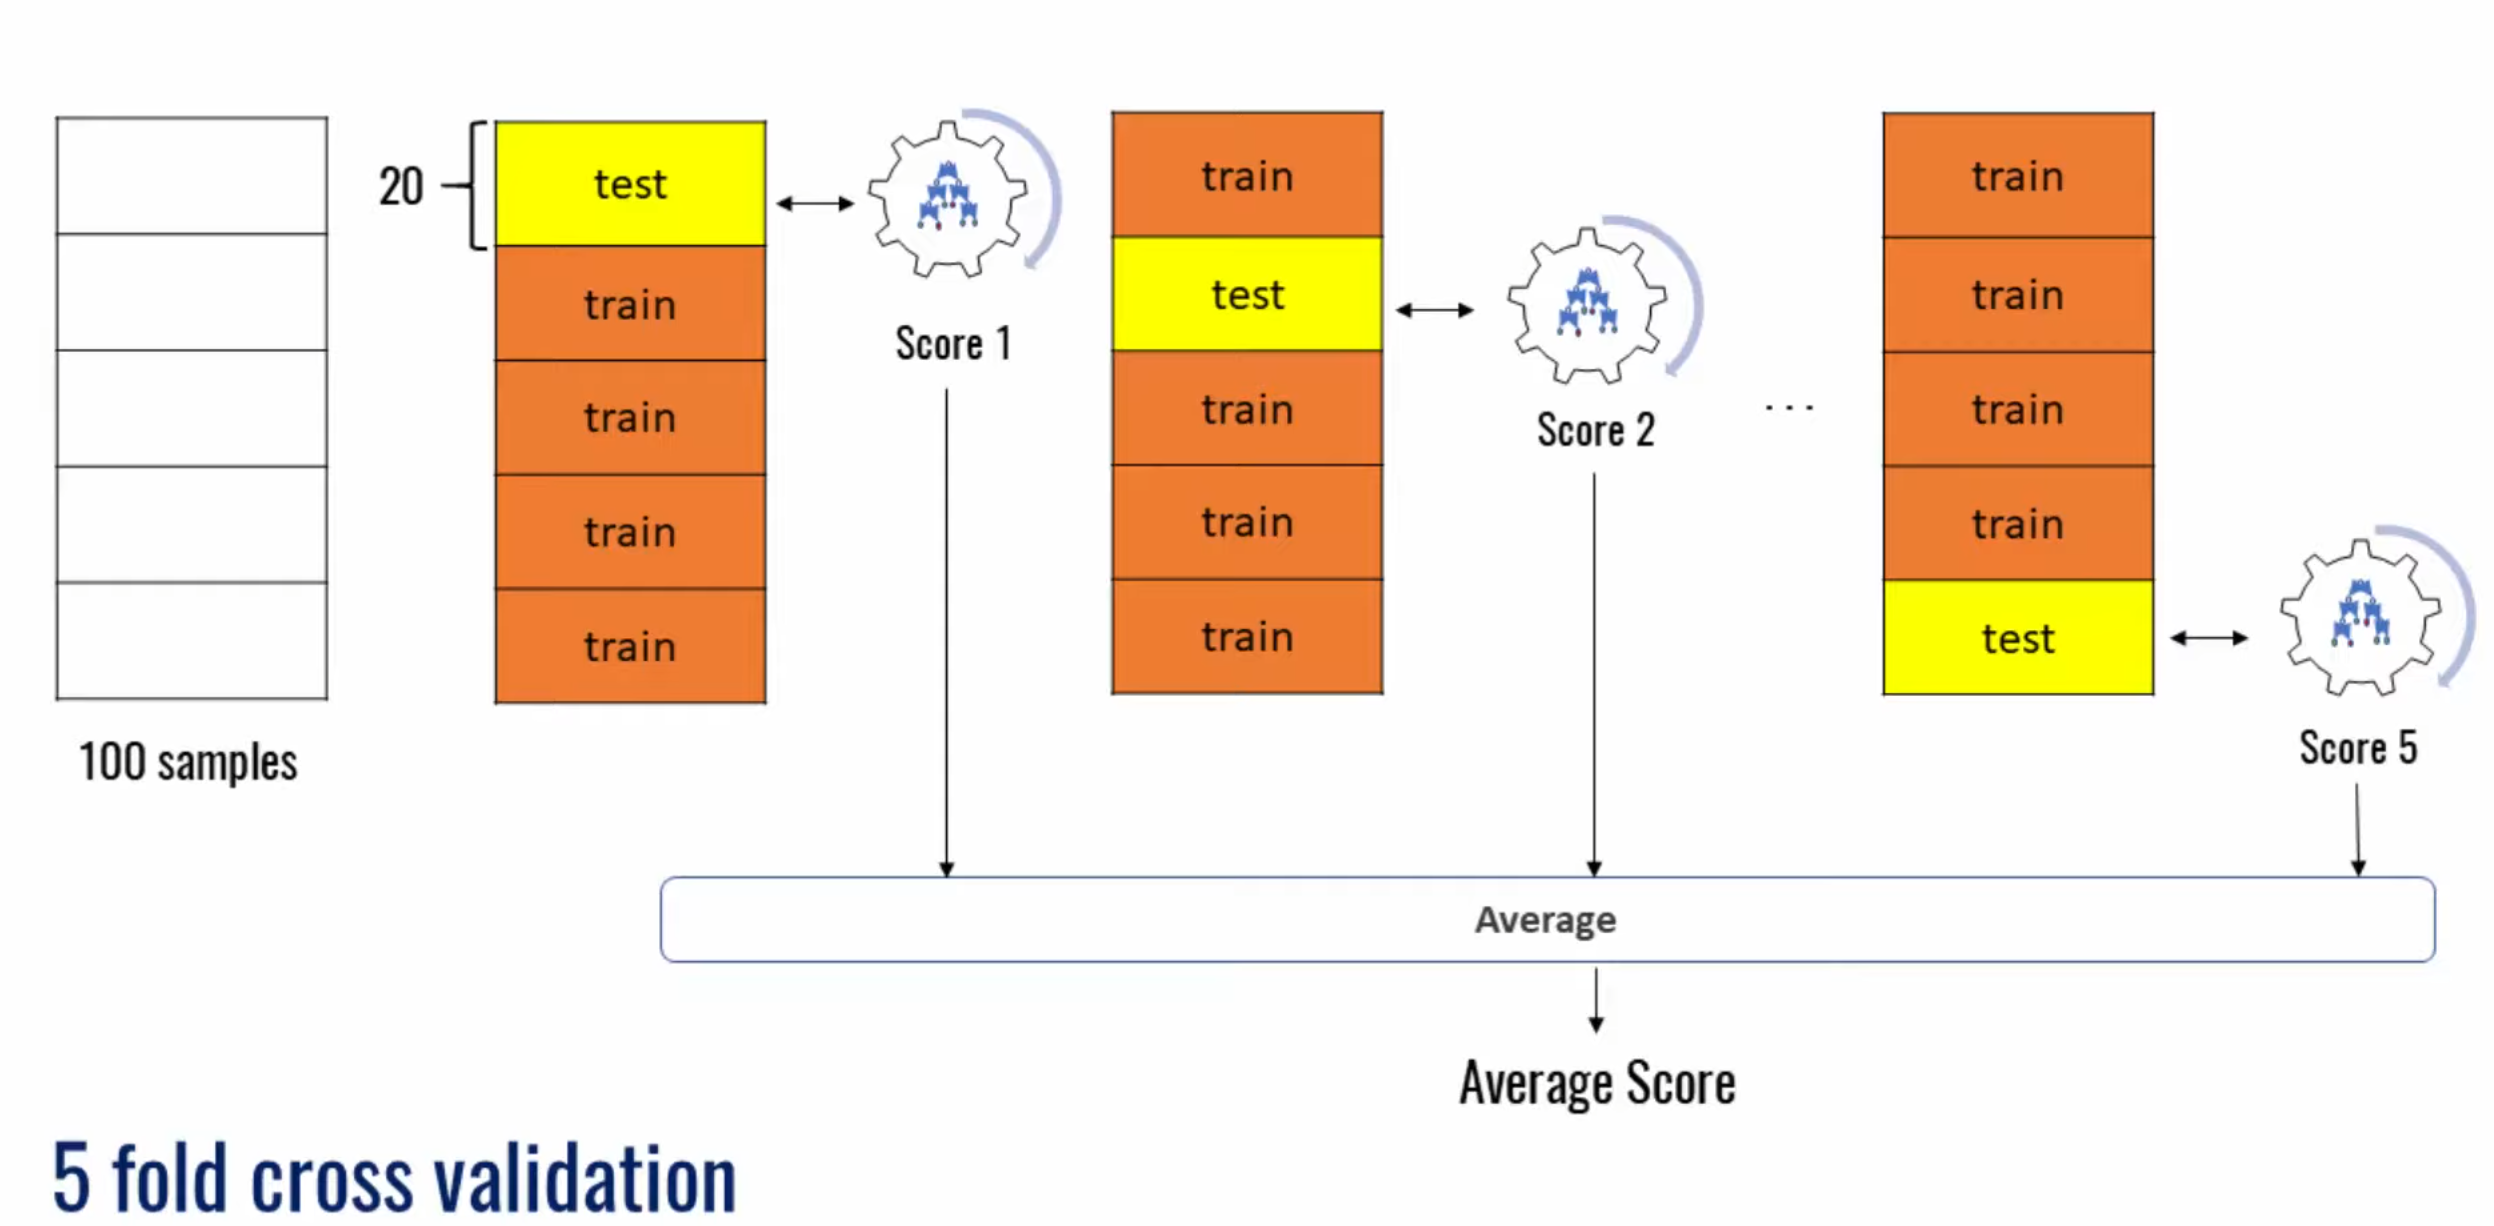 100 samples
20
test
train
train
train
train
Score 1
train
test
train
train
train
Score 2
...
train
train
train
train
test
Score 5
Average
Average Score
5 fold cross validation